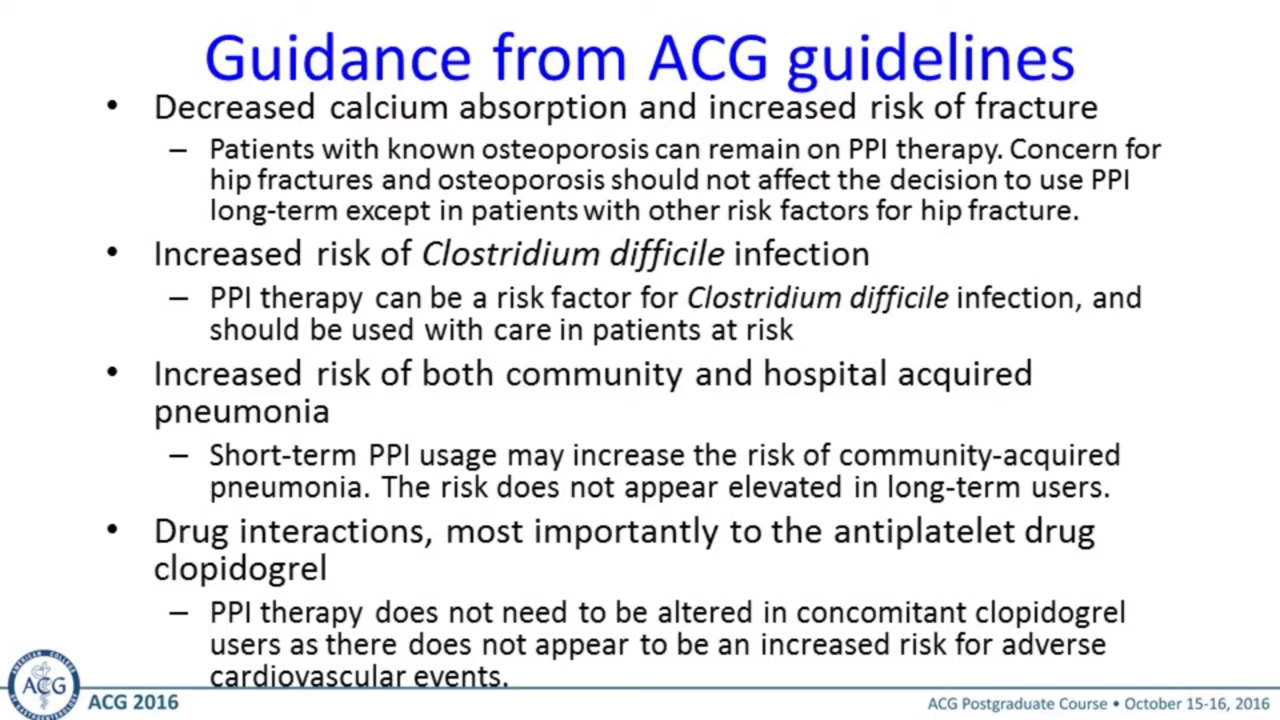 Guidance from ACG guidelines
• Decreased calcium absorption and increased risk of fracture
– Patients with known osteoporosis can remain on PPI therapy. Concern for
hip fractures and osteoporosis should not affect the decision to use PPI
long-term except in patients with other risk factors for hip fracture.
• Increased risk of Clostridium difficile infection
– PPI therapy can be a risk factor for Clostridium difficile infection, and
should be used with care in patients at risk
• Increased risk of both community and hospital acquired
pneumonia
– Short-term PPI usage may increase the risk of community-acquired
pneumonia. The risk does not appear elevated in long-term users.
• Drug interactions, most importantly to the antiplatelet drug
clopidogrel
– PPI therapy does not need to be altered in concomitant clopidogrel
users as there does not appear to be an increased risk for adverse
cardiovascular events.
AMERICAN COLLEGE
ACG
ACG 2016
ACG Postgraduate Course • October 15-16, 2016